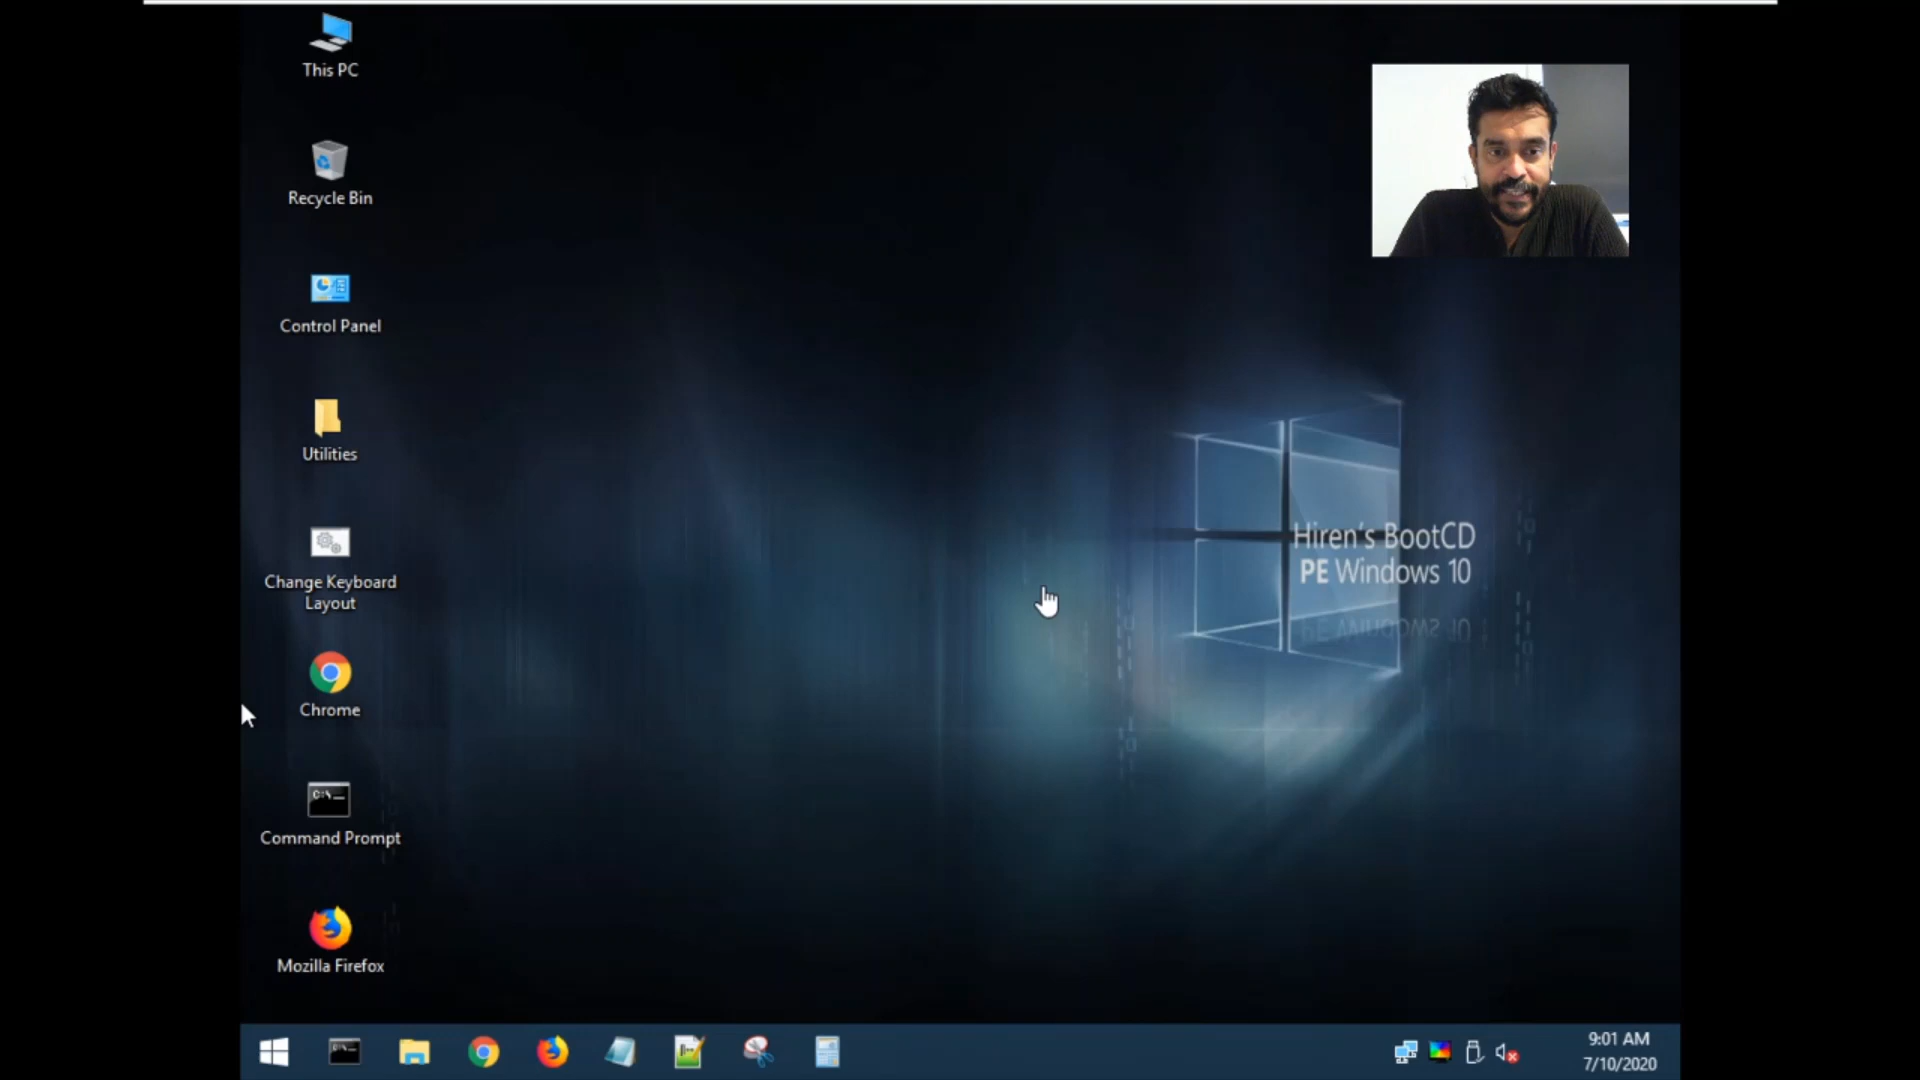 This PC
Recycle Bin
Control Panel
Utilities
Change Keyboard
Layout
Chrome
Command Prompt
Mozilla Firefox
Hiren's BootCD
PE Windows 10
9:01 AM
7/10/2020